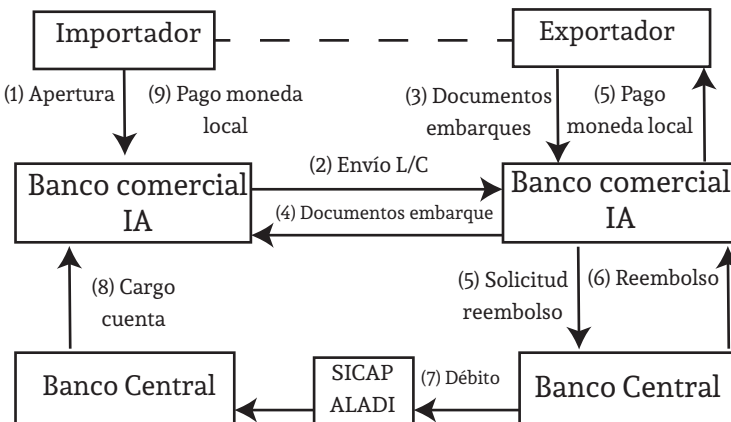 Importador
Exportador
(1) Apertura
(9) Pago moneda
local
(3) Documentos
embarques
(5) Pago
moneda local
Banco comercial
IA
(2) Envío L/C
(4) Documentos embarque
Banco comercial
IA
(8) Cargo
cuenta
(5) Solicitud
reembolso
(6) Reembolso
Banco Central
SICAP
ALADI
(7) Débito
Banco Central